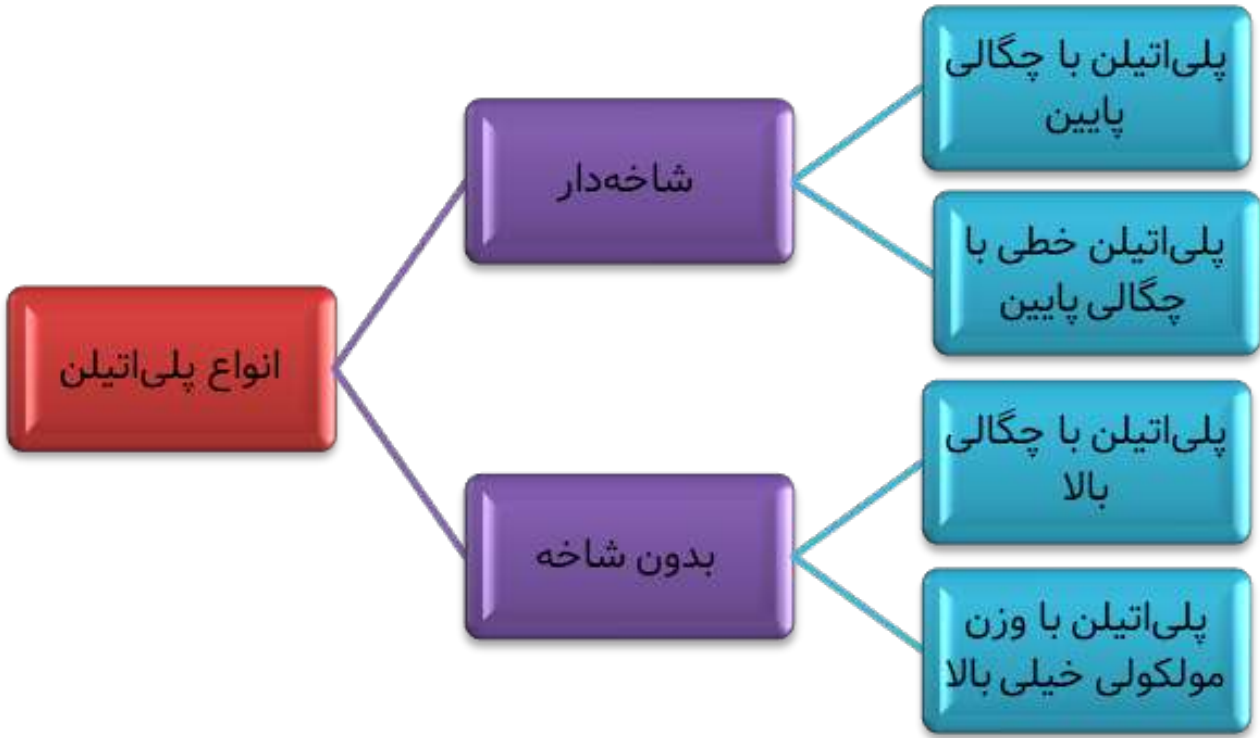 انواع پلی‌اتیلن
شاخه‌دار
پلی‌اتیلن با چگالی
پایین
پلی‌اتیلن خطی با
چگالی پایین
بدون شاخه
پلی‌اتیلن با چگالی
بالا
پلی‌اتیلن با وزن
مولکولی خیلی بالا